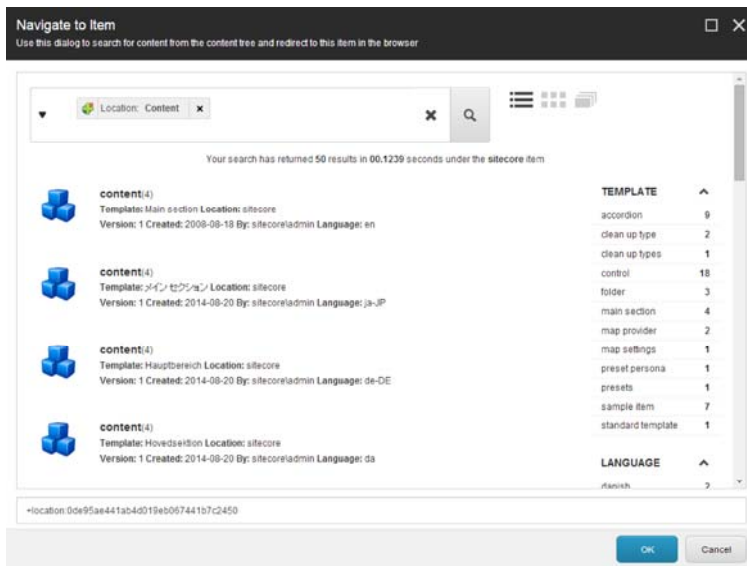 Navigate to Item
Use this dialog to search for content from the content tree and redirect to this item in the browser
Location: Content
Your search has returned 50 results in 00.1239 seconds under the sitecore item
content(4)
Template: Main section Location: sitecore
Version: 1 Created: 2008-08-18 By: sitecore\admin Language: en
content(4)
Template: メイン セクション Location: sitecore
Version: 1 Created: 2014-08-20 By: sitecore\admin Language: ja-JP
content(4)
Template: Hauptbereich Location: sitecore
Version: 1 Created: 2014-08-20 By: sitecore\admin Language: de-DE
content(4)
Template: Hovedsektion Location: sitecore
Version: 1 Created: 2014-08-20 By: sitecore\admin Language: da
TEMPLATE
accordion 9
clean up type 2
clean up types 1
control 18
folder 3
main section 4
map provider 2
map settings 1
preset persona 1
presets 1
sample item 7
standard template 1
LANGUAGE
danish 2
+location:0de95ae441ab4d019eb067441b7c2450
OK Cancel